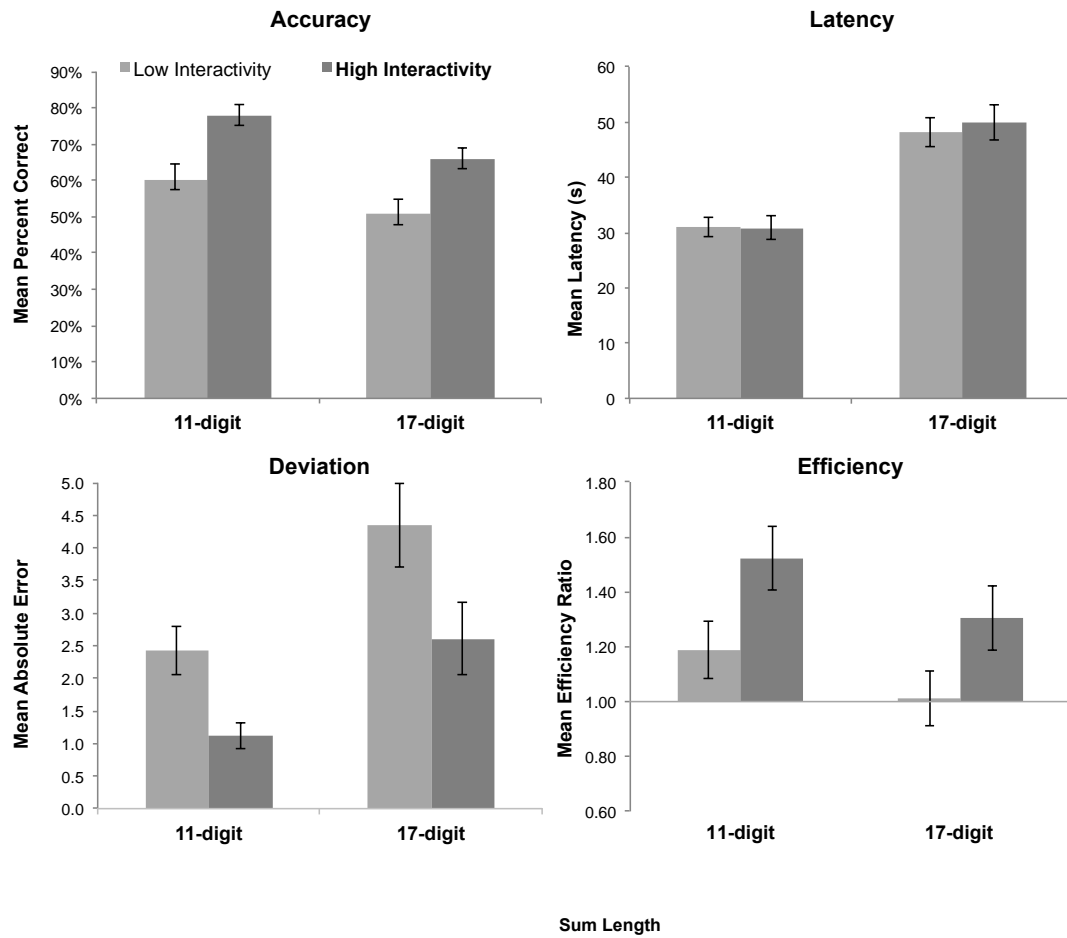 Accuracy
Low Interactivity High Interactivity
Mean Percent Correct
90%
80%
70%
60%
50%
40%
30%
20%
10%
0%
11-digit 17-digit
Latency
Mean Latency (s)
60
50
40
30
20
10
0
11-digit 17-digit
Deviation
Mean Absolute Error
5.0
4.5
4.0
3.5
3.0
2.5
2.0
1.5
1.0
0.5
0.0
11-digit 17-digit
Efficiency
Mean Efficiency Ratio
1.80
1.60
1.40
1.20
1.00
0.80
0.60
11-digit 17-digit
Sum Length